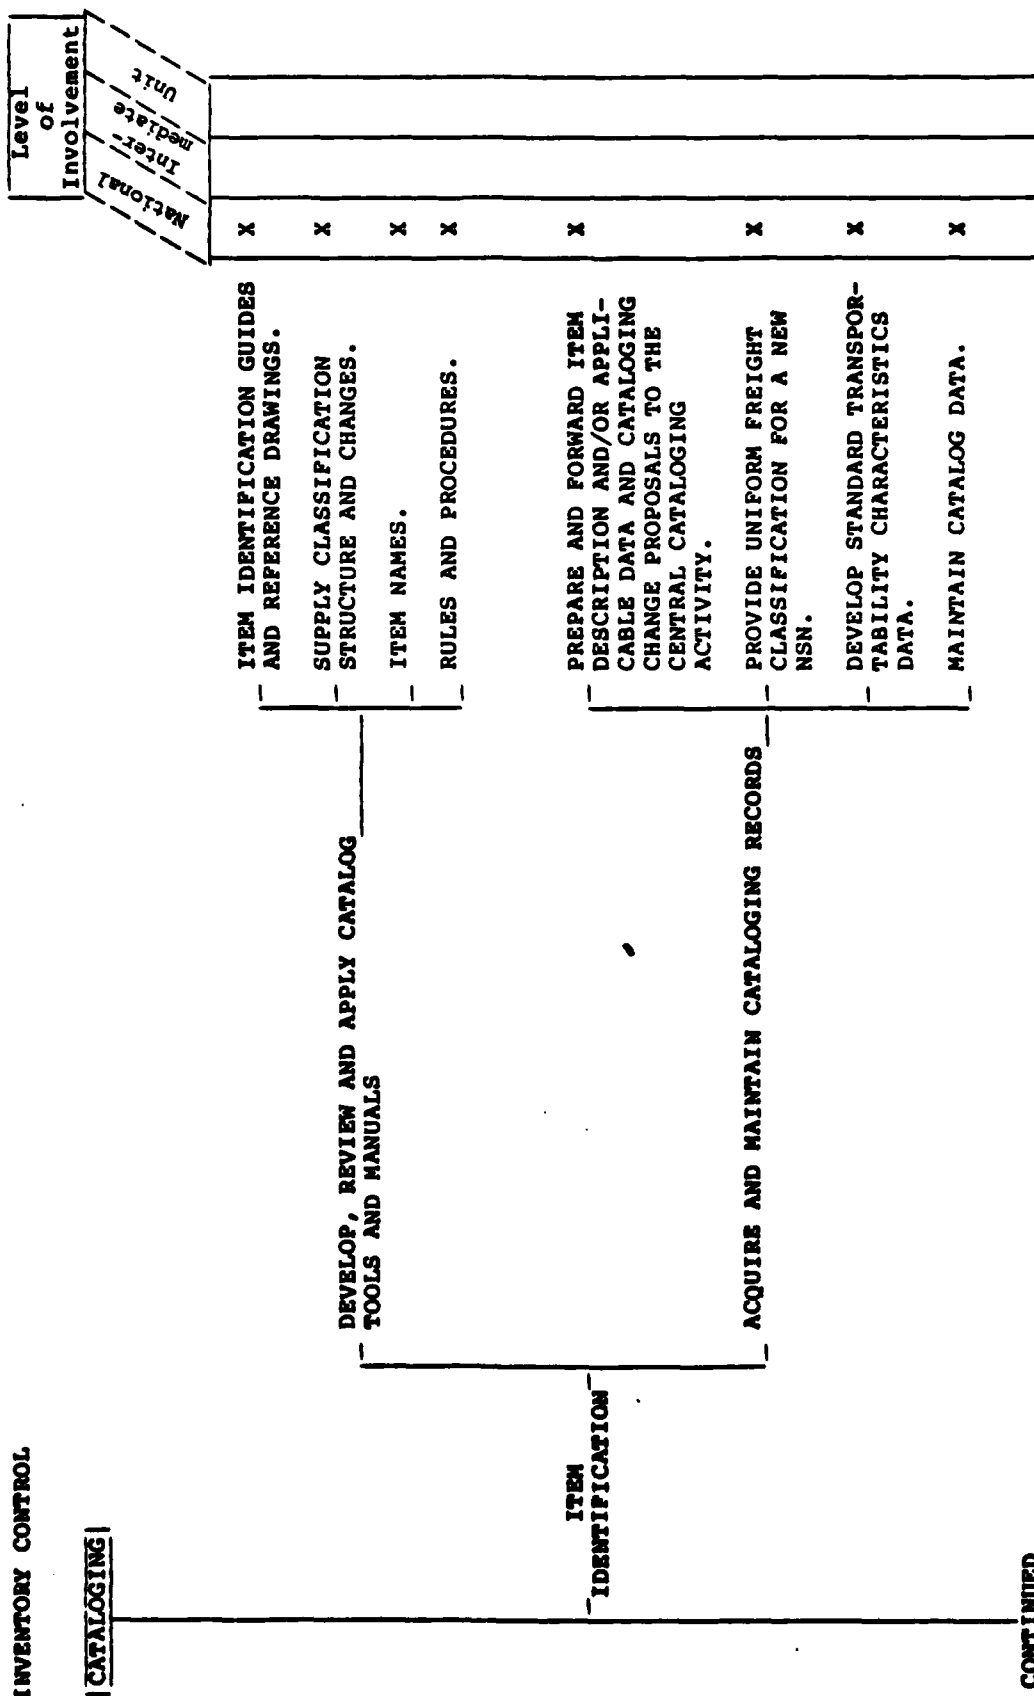 INVENTORY CONTROL
CATALOGING
Level
of
Involvement
National
Inter-
mediate
Unit
ITEM
IDENTIFICATION
DEVELOP, REVIEW AND APPLY CATALOG
TOOLS AND MANUALS
ITEM IDENTIFICATION GUIDES
AND REFERENCE DRAWINGS.
X
SUPPLY CLASSIFICATION
STRUCTURE AND CHANGES.
X
ITEM NAMES.
X
RULES AND PROCEDURES.
X
ACQUIRE AND MAINTAIN CATALOGING RECORDS
PREPARE AND FORWARD ITEM
DESCRIPTION AND/OR APPLI-
CABLE DATA AND CATALOGING
CHANGE PROPOSALS TO THE
CENTRAL CATALOGING
ACTIVITY.
X
PROVIDE UNIFORM FREIGHT
CLASSIFICATION FOR A NEW
NSN.
X
DEVELOP STANDARD TRANSPOR-
TABILITY CHARACTERISTICS
DATA.
X
MAINTAIN CATALOG DATA.
X
CONTINUED